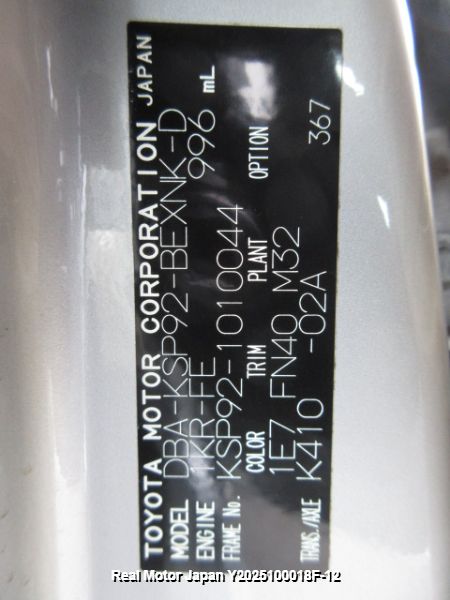 TOYOTA MOTOR CORPORATION JAPAN
MODEL DBA-KSP92-BEXNK-D
ENGINE 1KR-FE 996 mL
FRAME No. KSP92-1010044
COLOR TRIM PLANT OPTION
1E7 FN40 M32 367
TRANS./AXLE K410 -02A
Real Motor Japan Y2025100018F-12